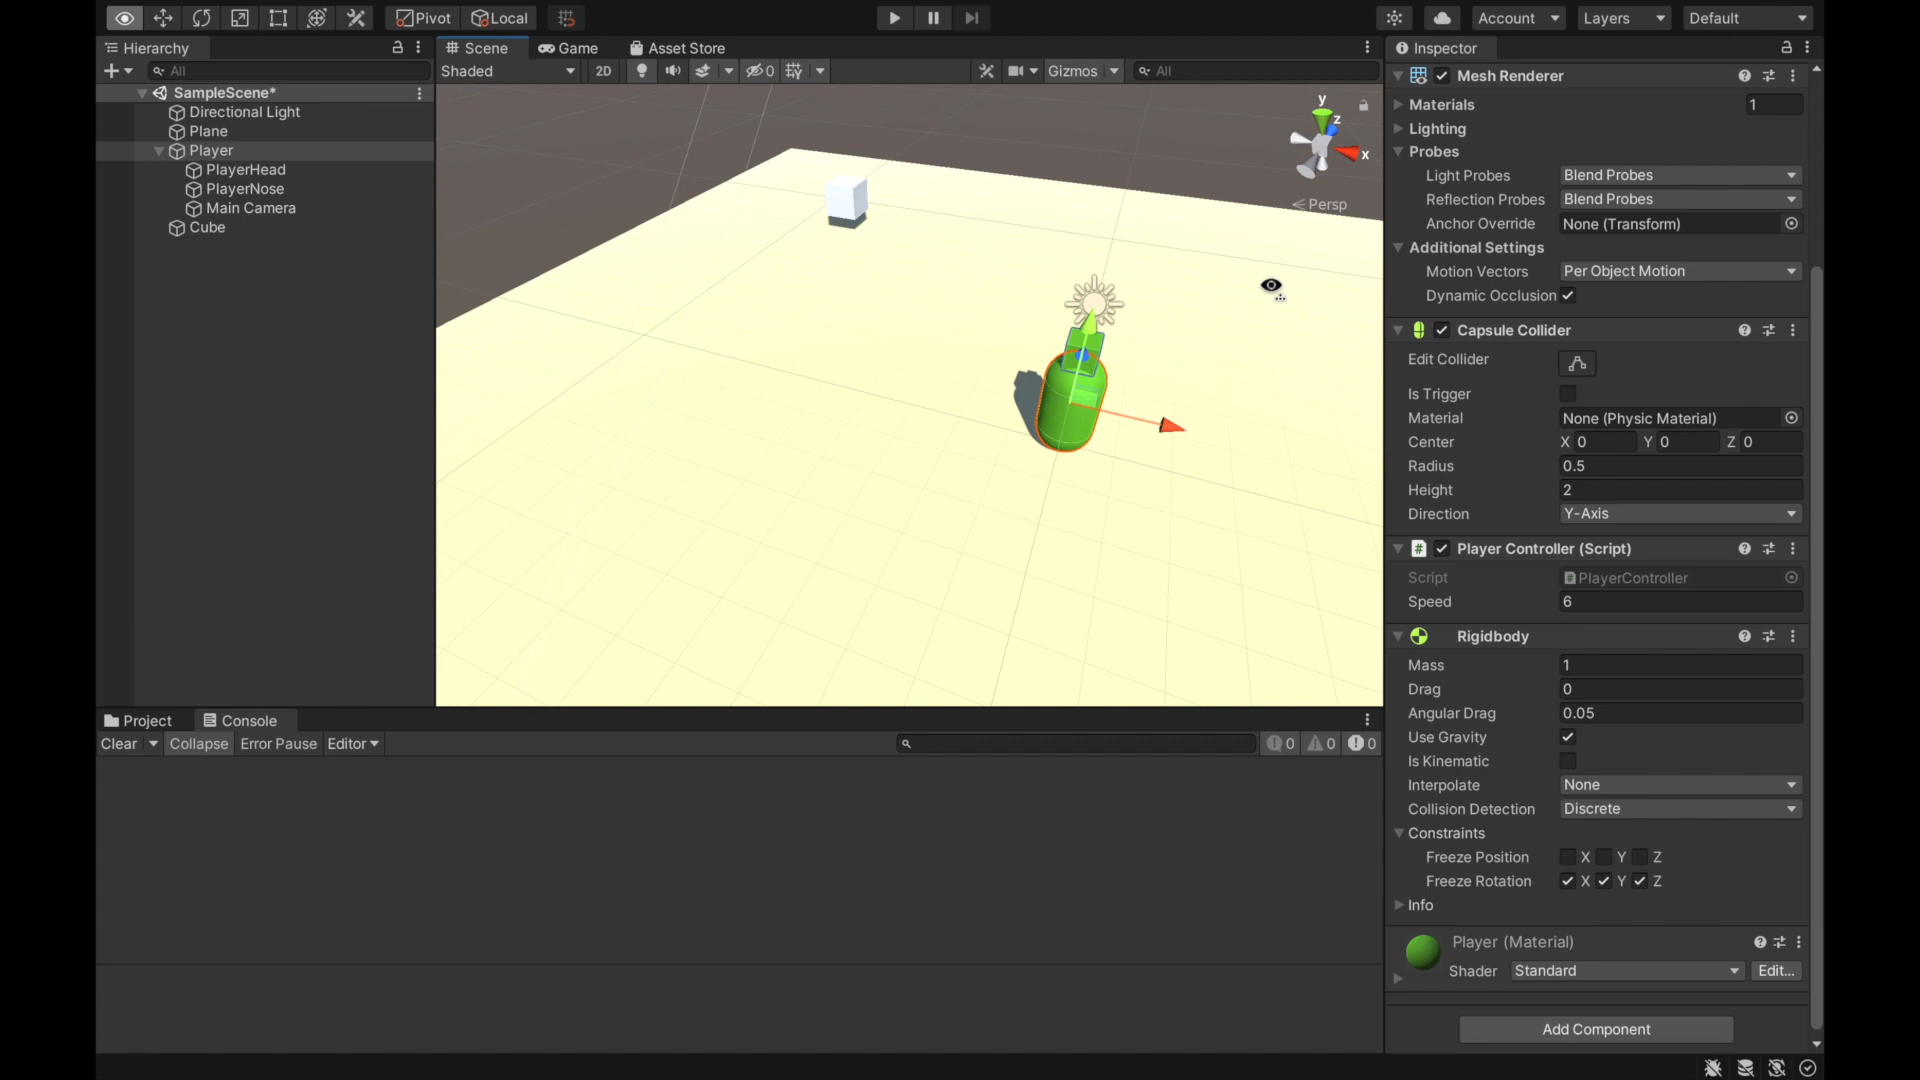 Pivot Local Account Layers Default
Hierarchy
All
SampleScene*
Directional Light
Plane
Player
PlayerHead
PlayerNose
Main Camera
Cube
Scene Game Asset Store
Shaded 2D 0 Gizmos All
y
z
x
Persp
Project Console
Clear Collapse Error Pause Editor 0 0 0
Inspector
Mesh Renderer
Materials 1
Lighting
Probes
Light Probes Blend Probes
Reflection Probes Blend Probes
Anchor Override None (Transform)
Additional Settings
Motion Vectors Per Object Motion
Dynamic Occlusion
Capsule Collider
Edit Collider
Is Trigger
Material None (Physic Material)
Center X 0 Y 0 Z 0
Radius 0.5
Height 2
Direction Y-Axis
# Player Controller (Script)
Script PlayerController
Speed 6
Rigidbody
Mass 1
Drag 0
Angular Drag 0.05
Use Gravity
Is Kinematic
Interpolate None
Collision Detection Discrete
Constraints
Freeze Position X Y Z
Freeze Rotation X Y Z
Info
Player (Material)
Shader Standard Edit...
Add Component